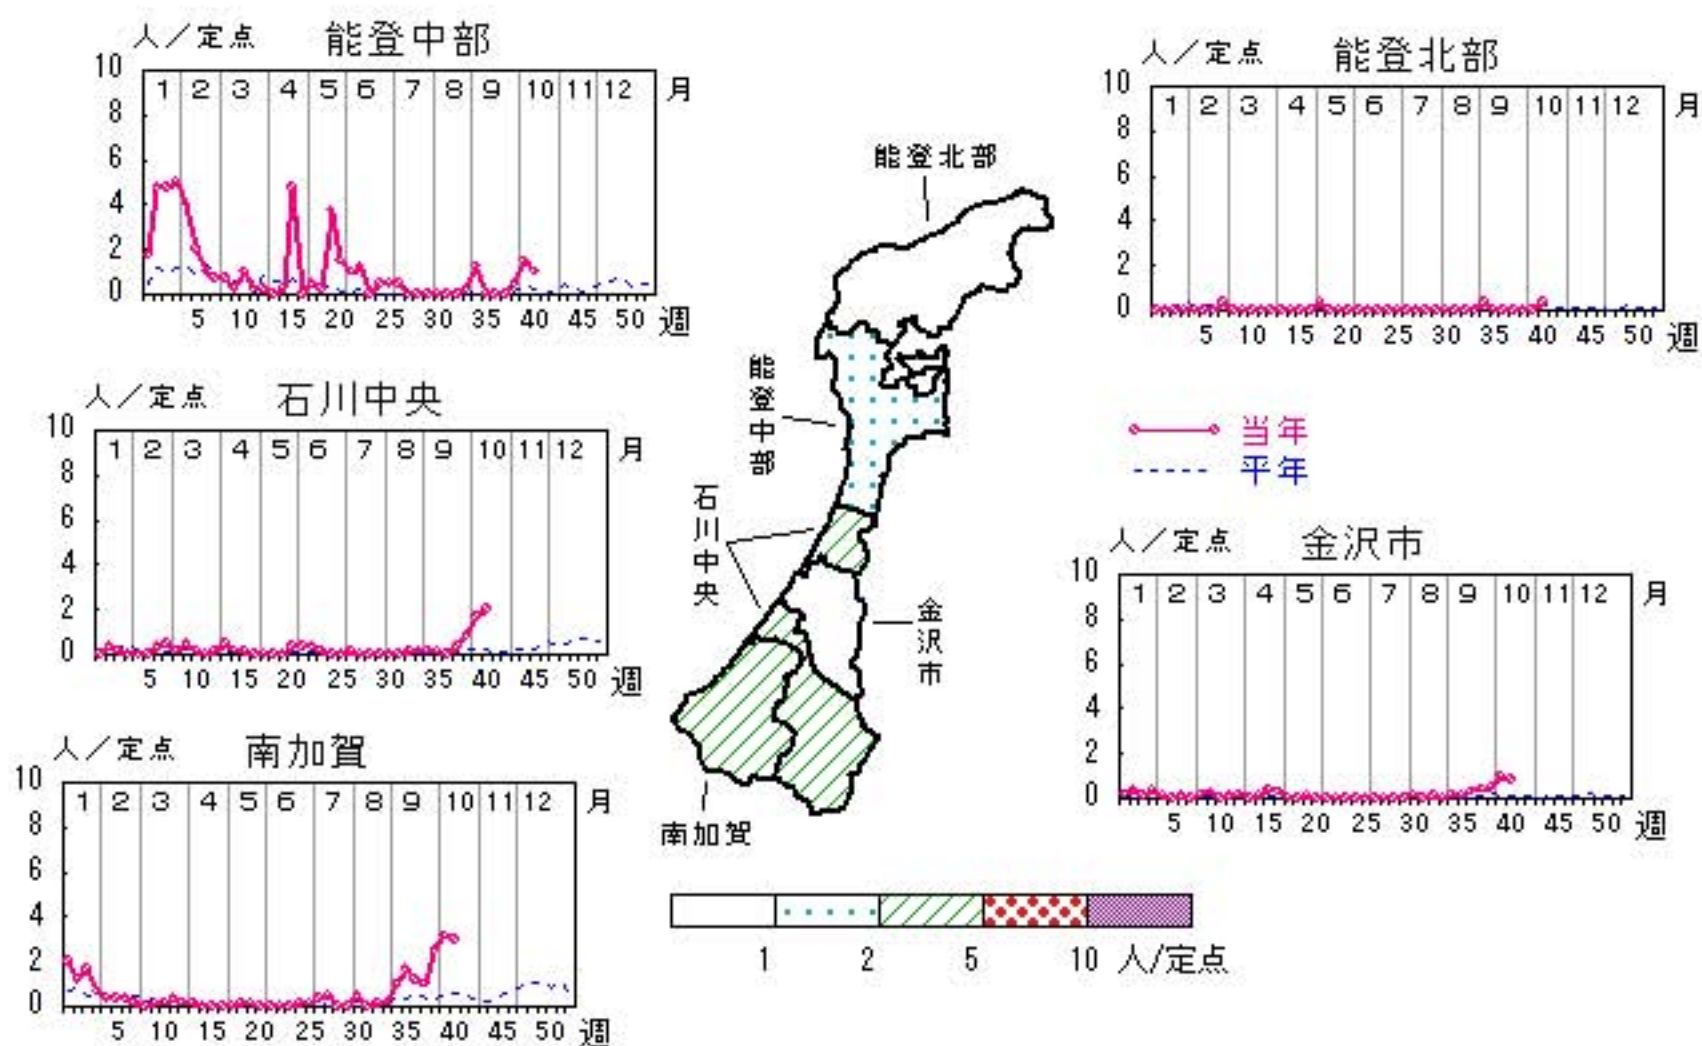 人／定点 能登中部
10 8 6 4 2 0
1 2 3 4 5 6 7 8 9 10 11 12 月
5 10 15 20 25 30 35 40 45 50 週
人／定点 能登北部
10 8 6 4 2 0
1 2 3 4 5 6 7 8 9 10 11 12 月
5 10 15 20 25 30 35 40 45 50 週
人／定点 石川中央
10 8 6 4 2 0
1 2 3 4 5 6 7 8 9 10 11 12 月
5 10 15 20 25 30 35 40 45 50 週
当年
平年
人／定点 金沢市
10 8 6 4 2 0
1 2 3 4 5 6 7 8 9 10 11 12 月
5 10 15 20 25 30 35 40 45 50 週
人／定点 南加賀
10 8 6 4 2 0
1 2 3 4 5 6 7 8 9 10 11 12 月
5 10 15 20 25 30 35 40 45 50 週
能登北部
能登中部
石川中央
金沢市
南加賀
1 2 5 10 人/定点